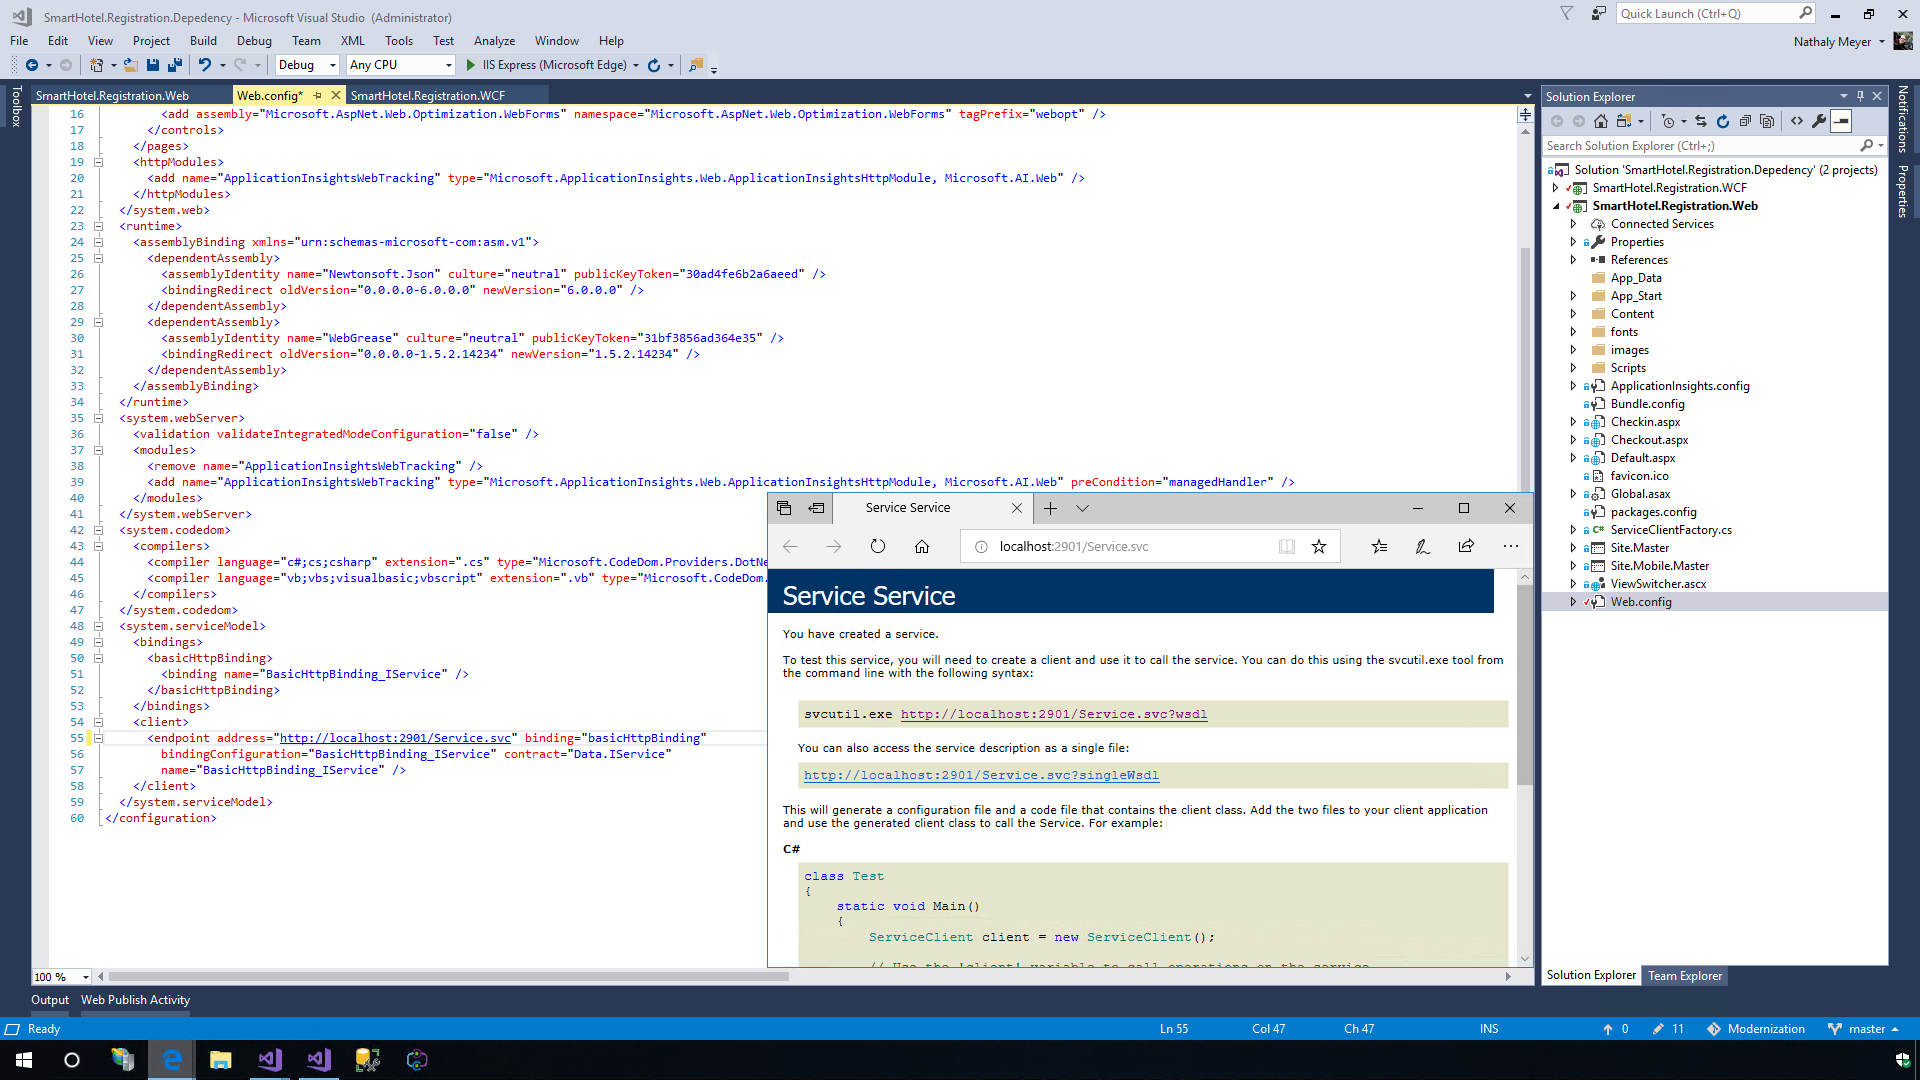 SmartHotel.Registration.Depedency - Microsoft Visual Studio (Administrator)
Quick Launch (Ctrl+Q)
File Edit View Project Build Debug Team XML Tools Test Analyze Window Help
Nathaly Meyer
Debug Any CPU IIS Express (Microsoft Edge)
Toolbox
SmartHotel.Registration.Web Web.config* SmartHotel.Registration.WCF
16 <add assembly="Microsoft.AspNet.Web.Optimization.WebForms" namespace="Microsoft.AspNet.Web.Optimization.WebForms" tagPrefix="webopt" />
17 </controls>
18 </pages>
19 <httpModules>
20 <add name="ApplicationInsightsWebTracking" type="Microsoft.ApplicationInsights.Web.ApplicationInsightsHttpModule, Microsoft.AI.Web" />
21 </httpModules>
22 </system.web>
23 <runtime>
24 <assemblyBinding xmlns="urn:schemas-microsoft-com:asm.v1">
25 <dependentAssembly>
26 <assemblyIdentity name="Newtonsoft.Json" culture="neutral" publicKeyToken="30ad4fe6b2a6aeed" />
27 <bindingRedirect oldVersion="0.0.0.0-6.0.0.0" newVersion="6.0.0.0" />
28 </dependentAssembly>
29 <dependentAssembly>
30 <assemblyIdentity name="WebGrease" culture="neutral" publicKeyToken="31bf3856ad364e35" />
31 <bindingRedirect oldVersion="0.0.0.0-1.5.2.14234" newVersion="1.5.2.14234" />
32 </dependentAssembly>
33 </assemblyBinding>
34 </runtime>
35 <system.webServer>
36 <validation validateIntegratedModeConfiguration="false" />
37 <modules>
38 <remove name="ApplicationInsightsWebTracking" />
39 <add name="ApplicationInsightsWebTracking" type="Microsoft.ApplicationInsights.Web.ApplicationInsightsHttpModule, Microsoft.AI.Web" preCondition="managedHandler" />
40 </modules>
41 </system.webServer>
42 <system.codedom>
43 <compilers>
44 <compiler language="c#;cs;csharp" extension=".cs" type="Microsoft.CodeDom.Providers.DotNe
45 <compiler language="vb;vbs;visualbasic;vbscript" extension=".vb" type="Microsoft.CodeDom.
46 </compilers>
47 </system.codedom>
48 <system.serviceModel>
49 <bindings>
50 <basicHttpBinding>
51 <binding name="BasicHttpBinding_IService" />
52 </basicHttpBinding>
53 </bindings>
54 <client>
55 <endpoint address="http://localhost:2901/Service.svc" binding="basicHttpBinding"
56 bindingConfiguration="BasicHttpBinding_IService" contract="Data.IService"
57 name="BasicHttpBinding_IService" />
58 </client>
59 </system.serviceModel>
60 </configuration>
100 %
Service Service
localhost:2901/Service.svc
Service Service
You have created a service.
To test this service, you will need to create a client and use it to call the service. You can do this using the svcutil.exe tool from
the command line with the following syntax:
svcutil.exe http://localhost:2901/Service.svc?wsdl
You can also access the service description as a single file:
http://localhost:2901/Service.svc?singleWsdl
This will generate a configuration file and a code file that contains the client class. Add the two files to your client application
and use the generated client class to call the Service. For example:
C#
class Test
{
static void Main()
{
ServiceClient client = new ServiceClient();
// Use the 'client' variable to call operations on the service.
Solution Explorer
Search Solution Explorer (Ctrl+;)
Solution 'SmartHotel.Registration.Depedency' (2 projects)
SmartHotel.Registration.WCF
SmartHotel.Registration.Web
Connected Services
Properties
References
App_Data
App_Start
Content
fonts
images
Scripts
ApplicationInsights.config
Bundle.config
Checkin.aspx
Checkout.aspx
Default.aspx
favicon.ico
Global.asax
packages.config
ServiceClientFactory.cs
Site.Master
Site.Mobile.Master
ViewSwitcher.ascx
Web.config
Solution Explorer Team Explorer
Notifications
Properties
Output Web Publish Activity
Ready Ln 55 Col 47 Ch 47 INS 0 11 Modernization master